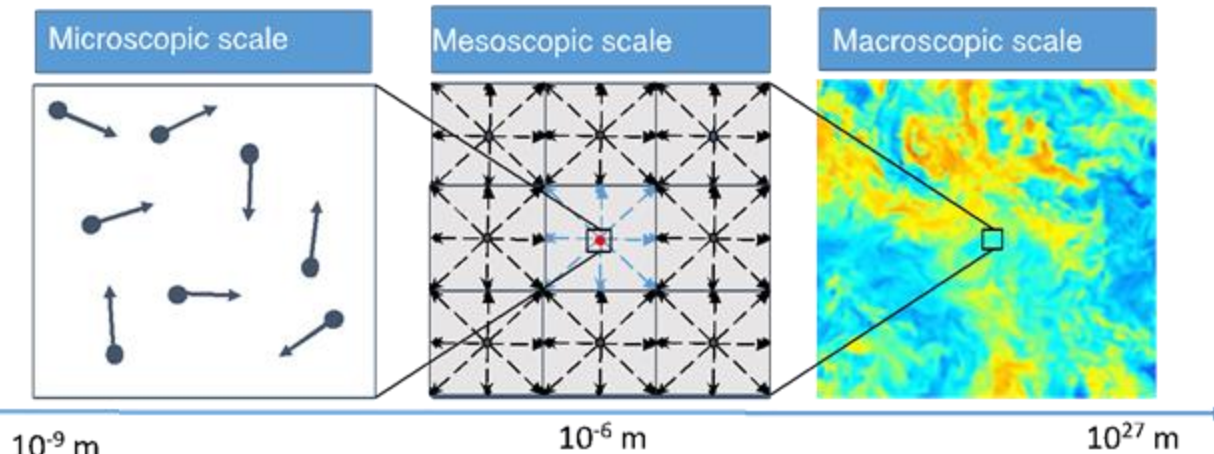 Microscopic scale
Mesoscopic scale
Macroscopic scale
10⁻⁹ m
10⁻⁶ m
10²⁷ m